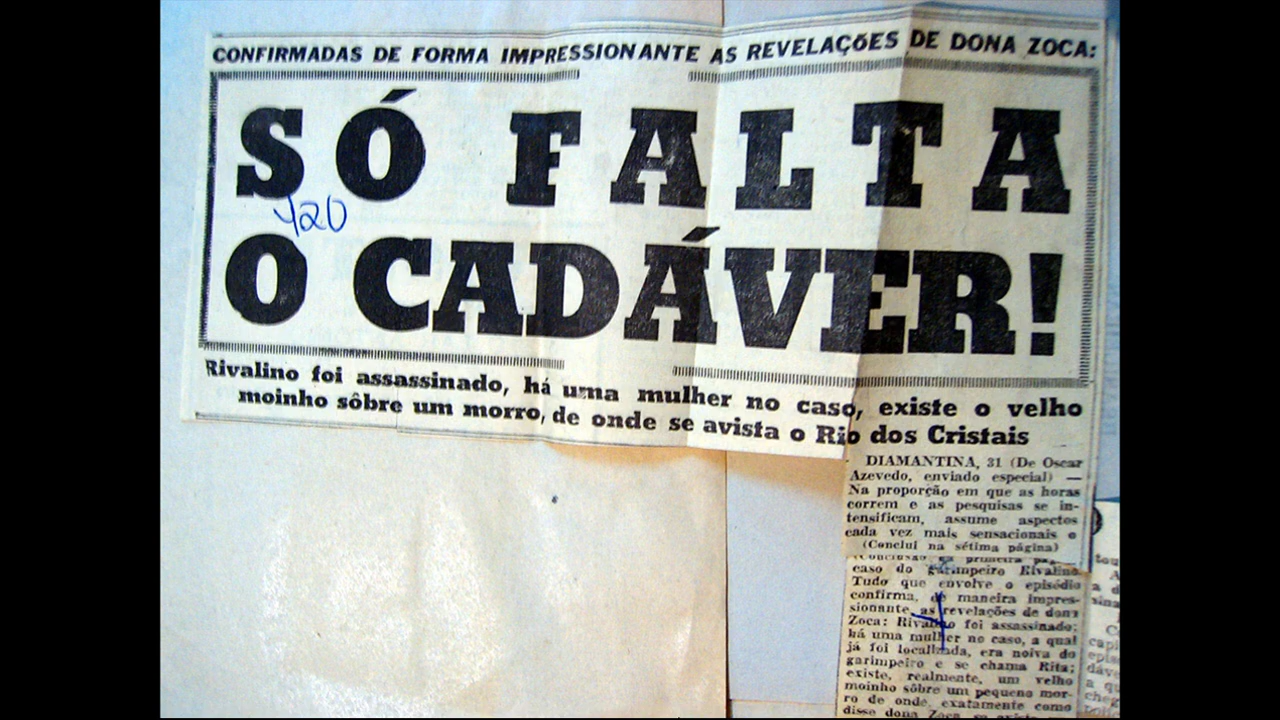 CONFIRMADAS DE FORMA IMPRESSIONANTE AS REVELAÇÕES DE DONA ZOCA:
SÓ FALTA
420
O CADÁVER!
Rivalino foi assassinado, há uma mulher no caso, existe o velho
moinho sôbre um morro, de onde se avista o Rio dos Cristais
DIAMANTINA, 31 (De Oscar
Azevedo, enviado especial) —
Na proporção em que as horas
correm e as pesquisas se in-
tensificam, assume aspectos
cada vez mais sensacionais o
(Conclui na sétima página)
(Conclusão da primeira
caso do garimpeiro Rivalino.
Tudo que envolve o episódio
confirma, de maneira impres-
sionante, as revelações de dona
Zoca: Rivalino foi assassinado;
há uma mulher no caso, a qual
já foi localizada, era noiva do
garimpeiro e se chama Rita;
existe, realmente, um velho
moinho sôbre um pequeno mor-
ro de onde, exatamente como
disse dona Zoca,